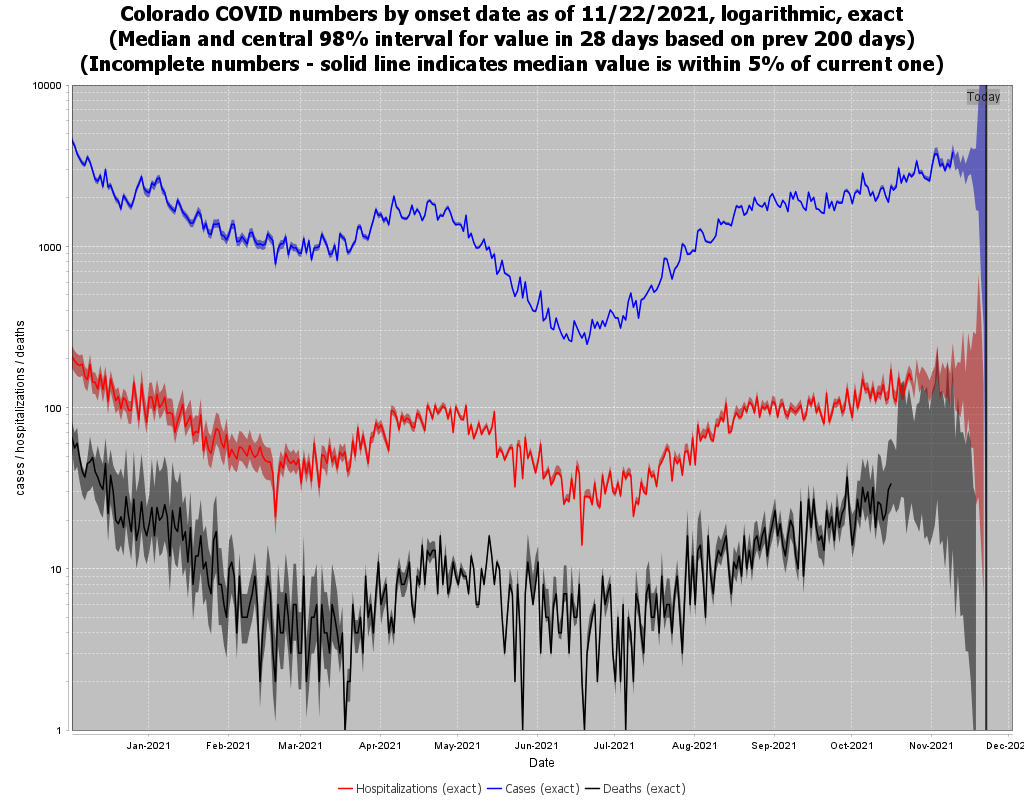 Colorado COVID numbers by onset date as of 11/22/2021, logarithmic, exact
(Median and central 98% interval for value in 28 days based on prev 200 days)
(Incomplete numbers - solid line indicates median value is within 5% of current one)
Today
10000
1000
100
10
1
cases / hospitalizations / deaths
Jan-2021 Feb-2021 Mar-2021 Apr-2021 May-2021 Jun-2021 Jul-2021 Aug-2021 Sep-2021 Oct-2021 Nov-2021 Dec-202
Date
Hospitalizations (exact) Cases (exact) Deaths (exact)